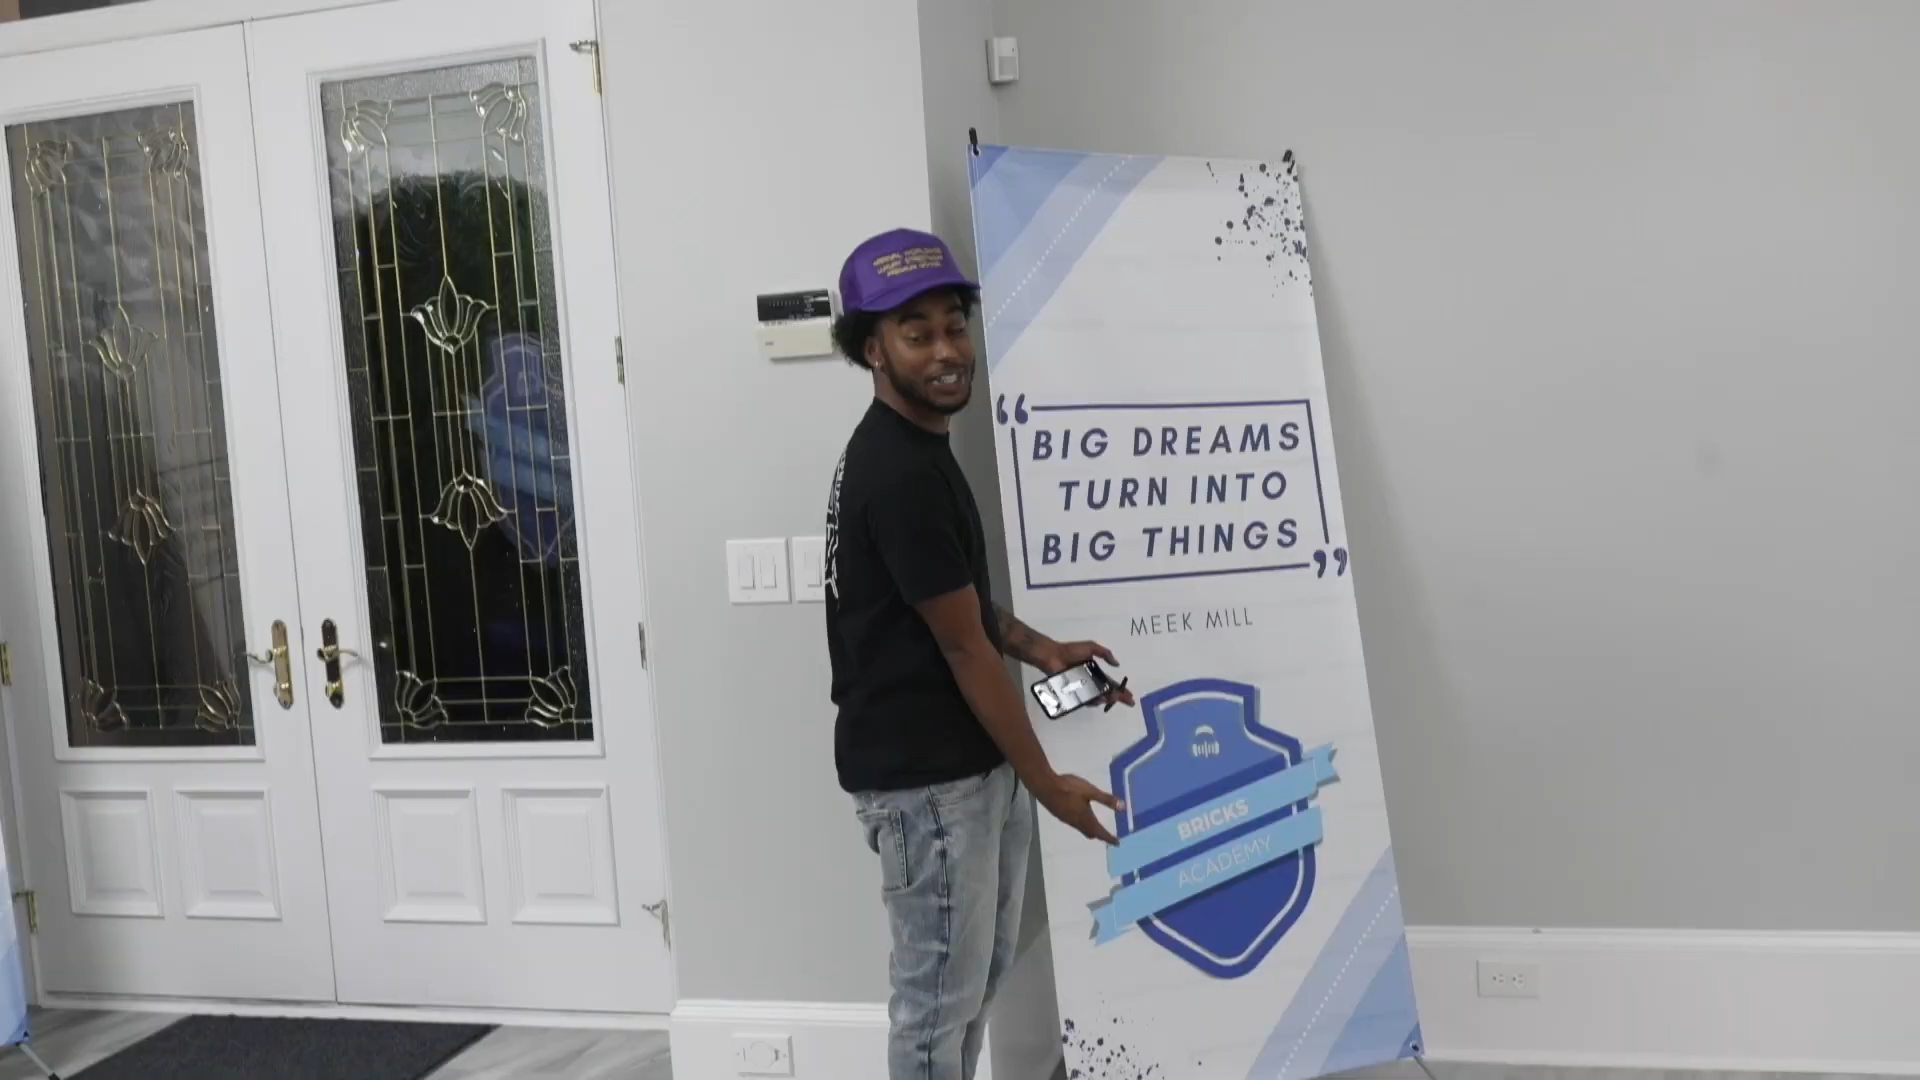 “BIG DREAMS
TURN INTO
BIG THINGS”
MEEK MILL
BRICKS
ACADEMY